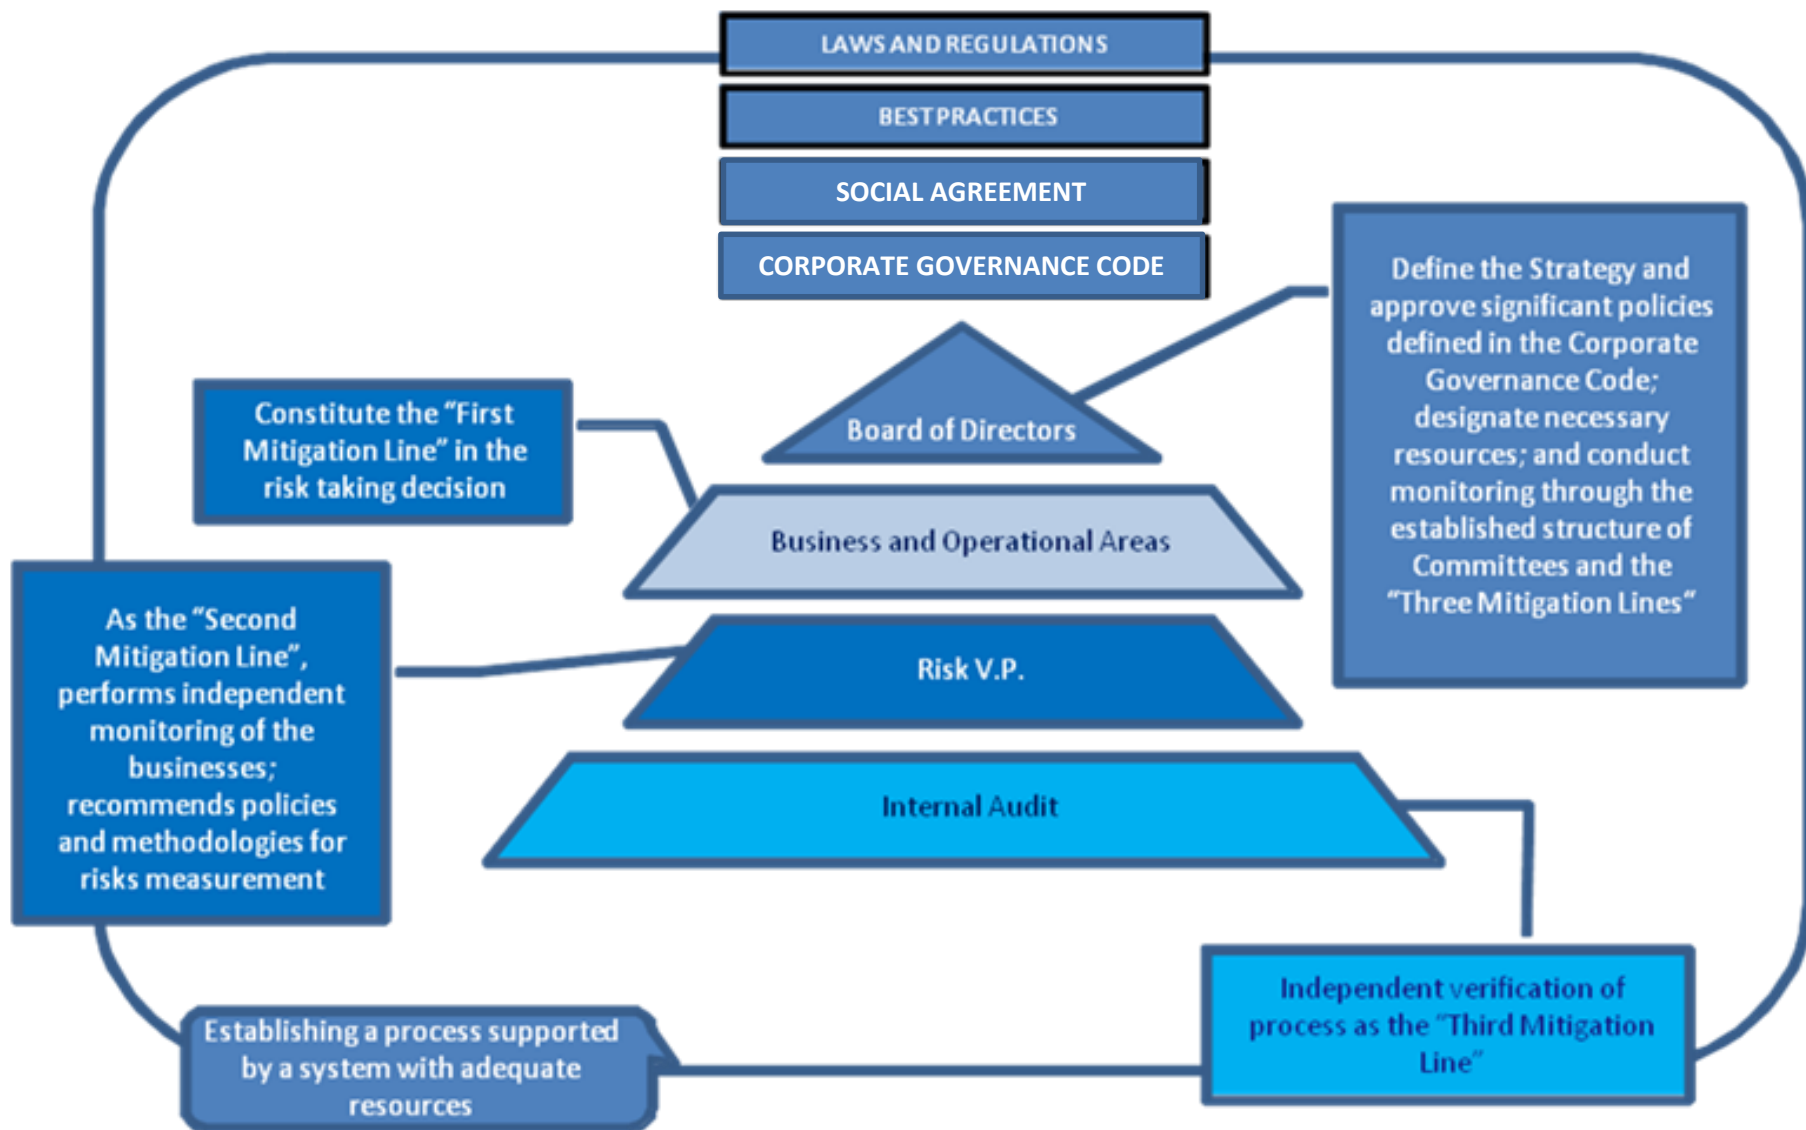 LAWS AND REGULATIONS
BEST PRACTICES
SOCIAL AGREEMENT
CORPORATE GOVERNANCE CODE
Define the Strategy and
approve significant policies
defined in the Corporate
Governance Code;
designate necessary
resources; and conduct
monitoring through the
established structure of
Committees and the
"Three Mitigation Lines"
Board of Directors
Constitute the "First
Mitigation Line" in the
risk taking decision
Business and Operational Areas
As the "Second
Mitigation Line",
performs independent
monitoring of the
businesses;
recommends policies
and methodologies for
risks measurement
Risk V.P.
Internal Audit
Independent verification of
process as the "Third Mitigation
Line"
Establishing a process supported
by a system with adequate
resources